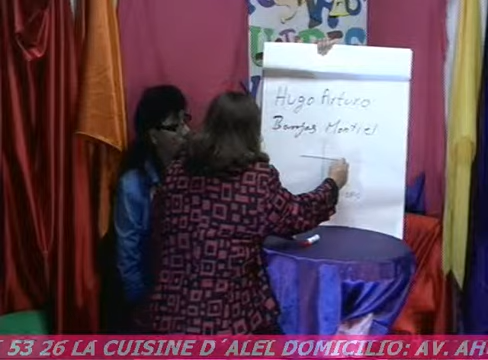 Hugo Arturo
Barajas Montiel
53 26 LA CUISINE D´ALEL DOMICILIO: AV. AH